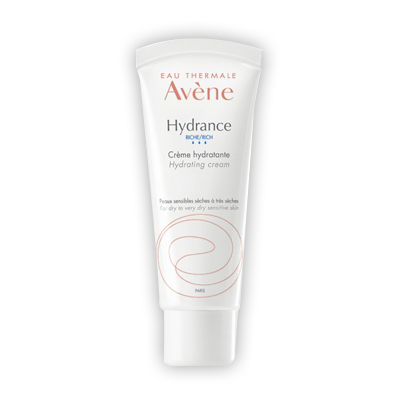 EAU THERMALE
Avène
Hydrance
RICHE/RICH
Crème hydratante
Hydrating cream
Peaux sensibles sèches à très sèches
For dry to very dry sensitive skin
PARIS